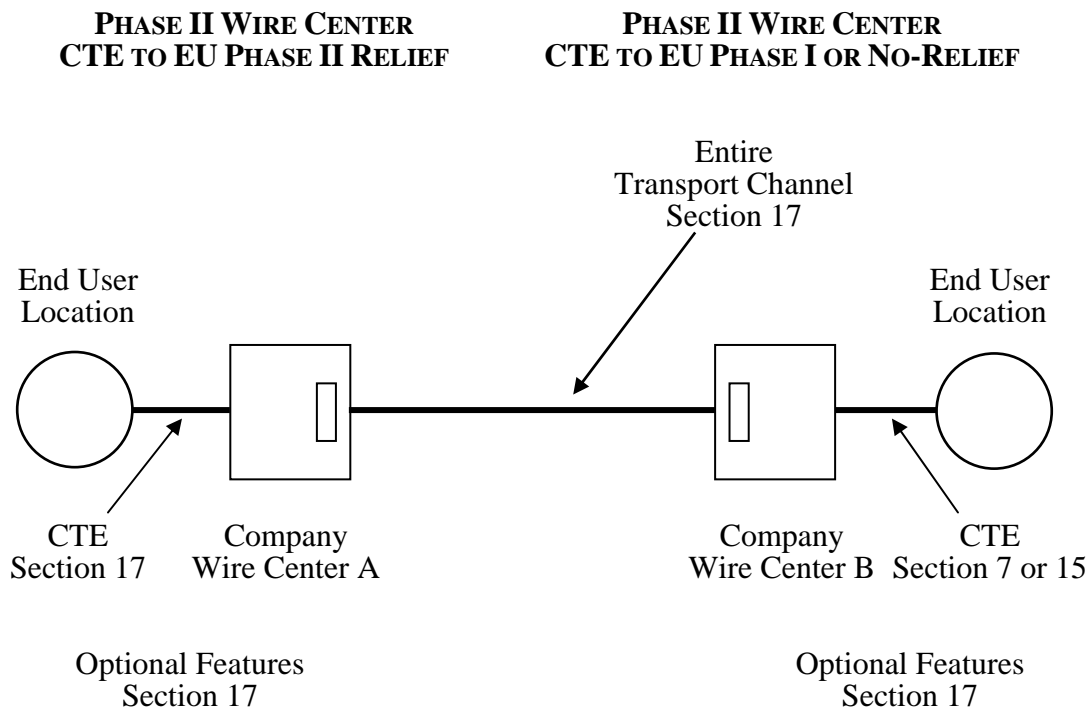 PHASE II WIRE CENTER
CTE TO EU PHASE II RELIEF
PHASE II WIRE CENTER
CTE TO EU PHASE I OR NO-RELIEF
Entire
Transport Channel
Section 17
End User
Location
End User
Location
CTE
Section 17
Company
Wire Center A
Company
Wire Center B
CTE
Section 7 or 15
Optional Features
Section 17
Optional Features
Section 17